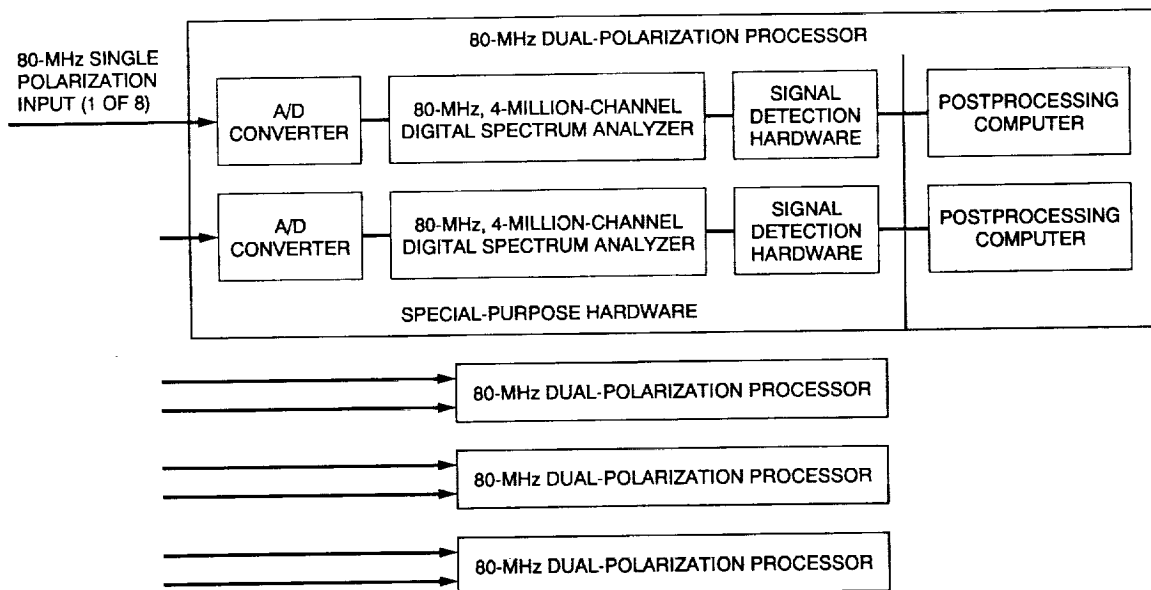 80-MHz DUAL-POLARIZATION PROCESSOR
80-MHz SINGLE
POLARIZATION
INPUT (1 OF 8)
A/D
CONVERTER
80-MHz, 4-MILLION-CHANNEL
DIGITAL SPECTRUM ANALYZER
SIGNAL
DETECTION
HARDWARE
POSTPROCESSING
COMPUTER
A/D
CONVERTER
80-MHz, 4-MILLION-CHANNEL
DIGITAL SPECTRUM ANALYZER
SIGNAL
DETECTION
HARDWARE
POSTPROCESSING
COMPUTER
SPECIAL-PURPOSE HARDWARE
80-MHz DUAL-POLARIZATION PROCESSOR
80-MHz DUAL-POLARIZATION PROCESSOR
80-MHz DUAL-POLARIZATION PROCESSOR